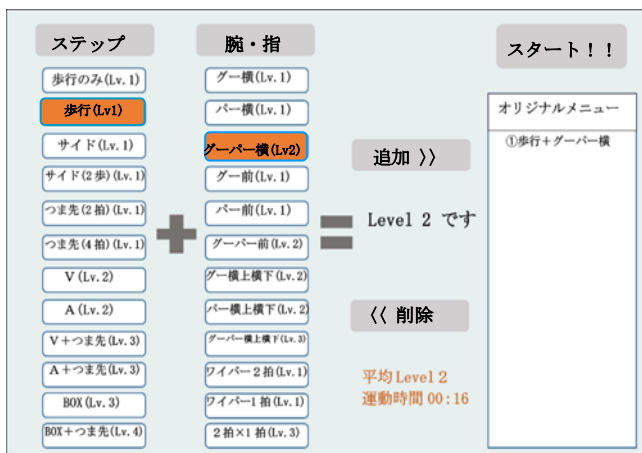 ステップ
歩行のみ(Lv.1)
歩行(Lv1)
サイド(Lv.1)
サイド(2歩)(Lv.1)
つま先(2拍)(Lv.1)
つま先(4拍)(Lv.1)
V(Lv.2)
A(Lv.2)
V+つま先(Lv.3)
A+つま先(Lv.3)
BOX(Lv.3)
BOX+つま先(Lv.4)
腕・指
グー横(Lv.1)
パー横(Lv.1)
グーパー横(Lv2)
グー前(Lv.1)
パー前(Lv.1)
グーパー前(Lv.2)
グー横上横下(Lv.2)
パー横上横下(Lv.2)
グーパー横上横下(Lv.3)
ワイパー2拍(Lv.1)
ワイパー1拍(Lv.1)
2拍×1拍(Lv.3)
追加 》
Level 2 です
《 削除
平均Level2
運動時間00:16
スタート!!
オリジナルメニュー
①歩行+グーパー横